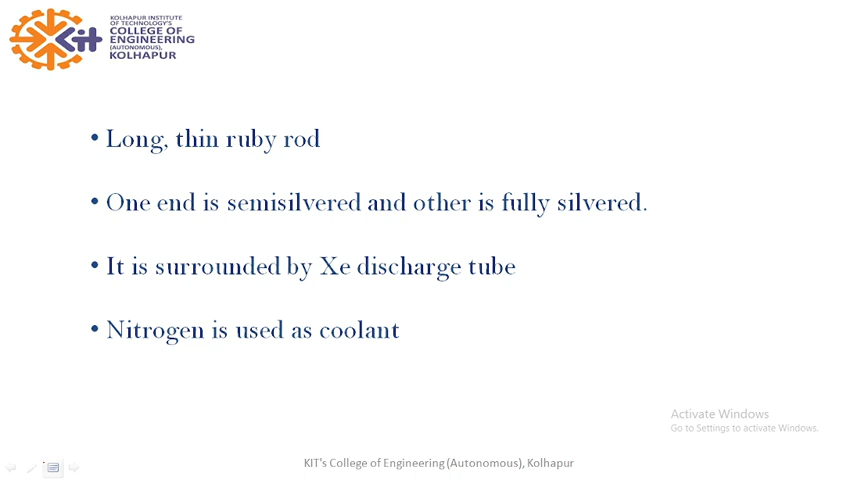 KOLHAPUR INSTITUTE
OF TECHNOLOGY'S
COLLEGE OF
ENGINEERING
(AUTONOMOUS),
KOLHAPUR
Kit
• Long, thin ruby rod
• One end is semisilvered and other is fully silvered.
• It is surrounded by Xe discharge tube
• Nitrogen is used as coolant
Activate Windows
Go to Settings to activate Windows.
KIT's College of Engineering (Autonomous), Kolhapur